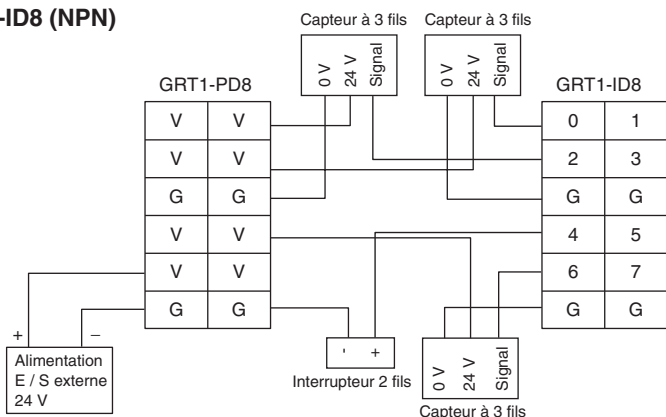 -ID8 (NPN)
Capteur à 3 fils Capteur à 3 fils
0 V 24 V Signal 0 V 24 V Signal
GRT1-PD8 GRT1-ID8
V V 0 1
V V 2 3
G G G G
V V 4 5
V V 6 7
G G G G
+ –
Alimentation
E / S externe
24 V
- +
Interrupteur 2 fils
0 V 24 V Signal
Capteur à 3 fils